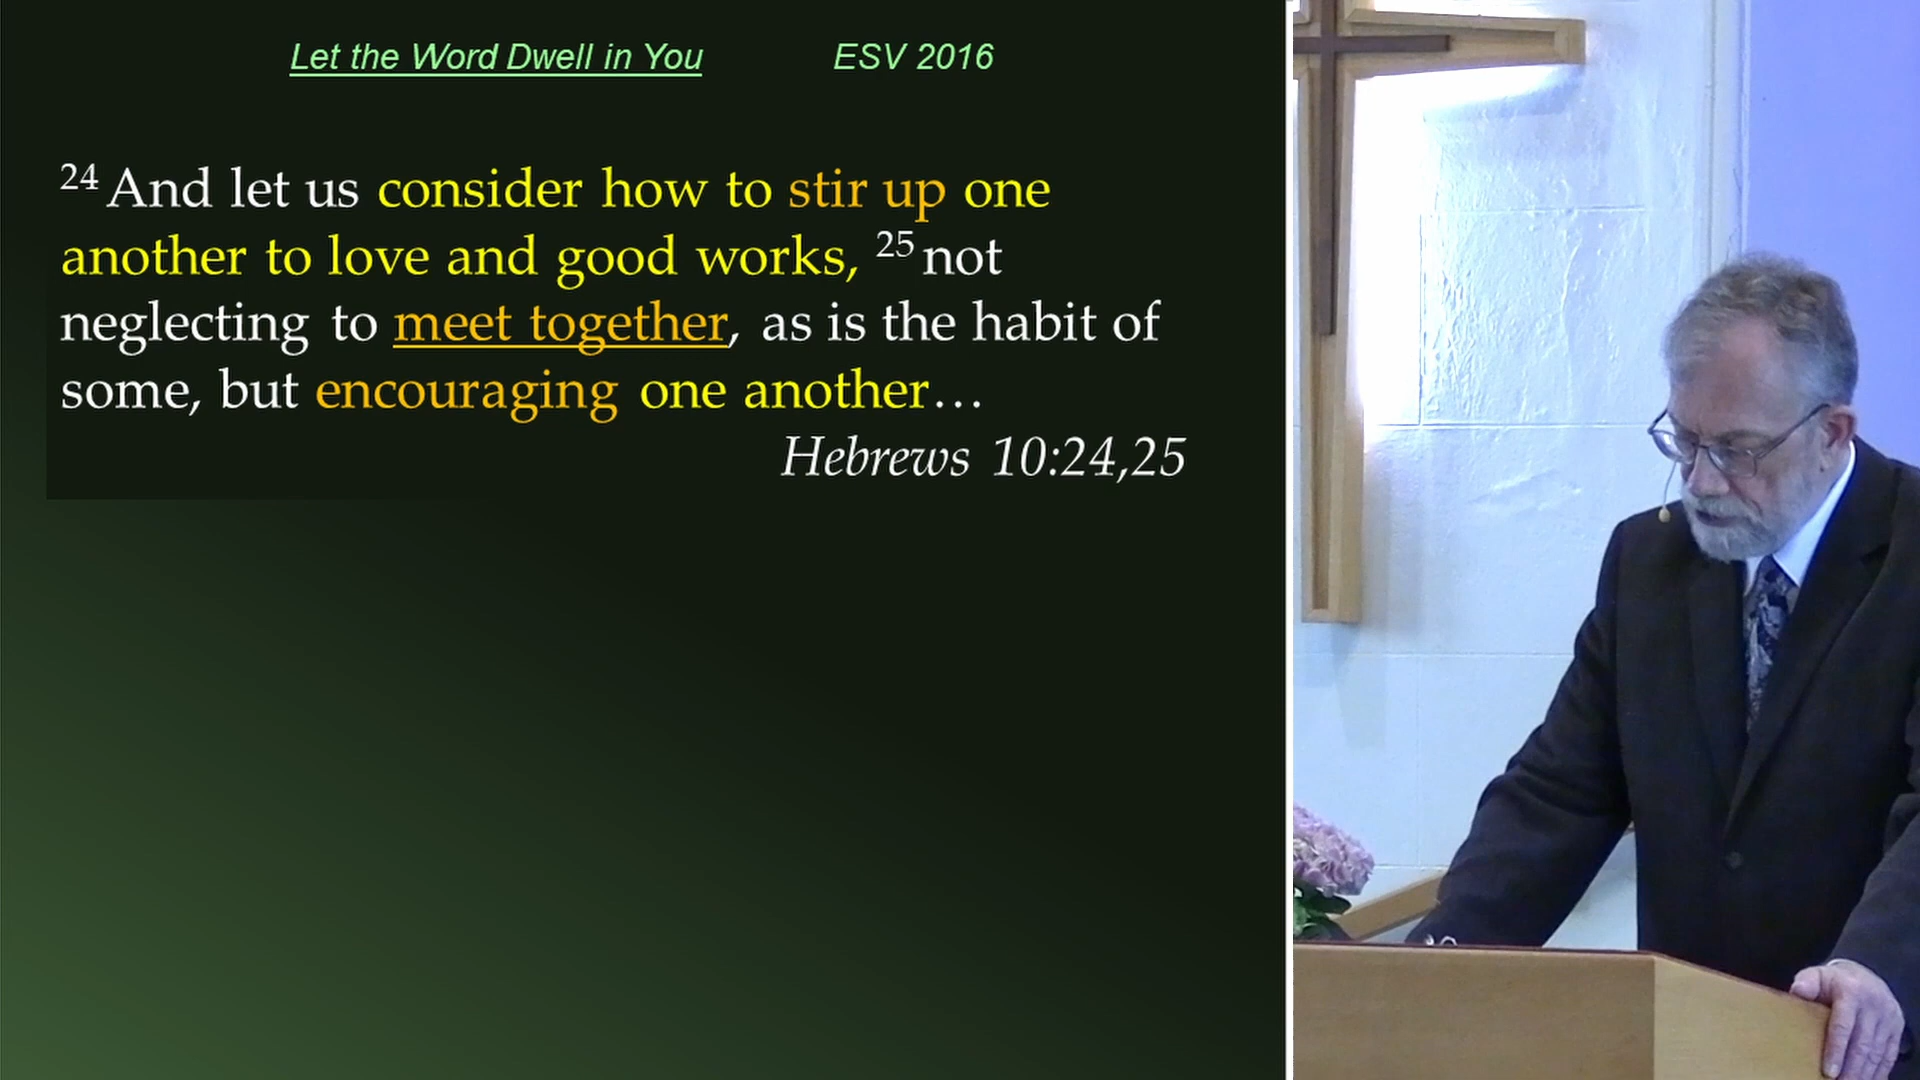 Let the Word Dwell in You ESV 2016
24 And let us consider how to stir up one
another to love and good works, 25 not
neglecting to meet together, as is the habit of
some, but encouraging one another…
Hebrews 10:24,25